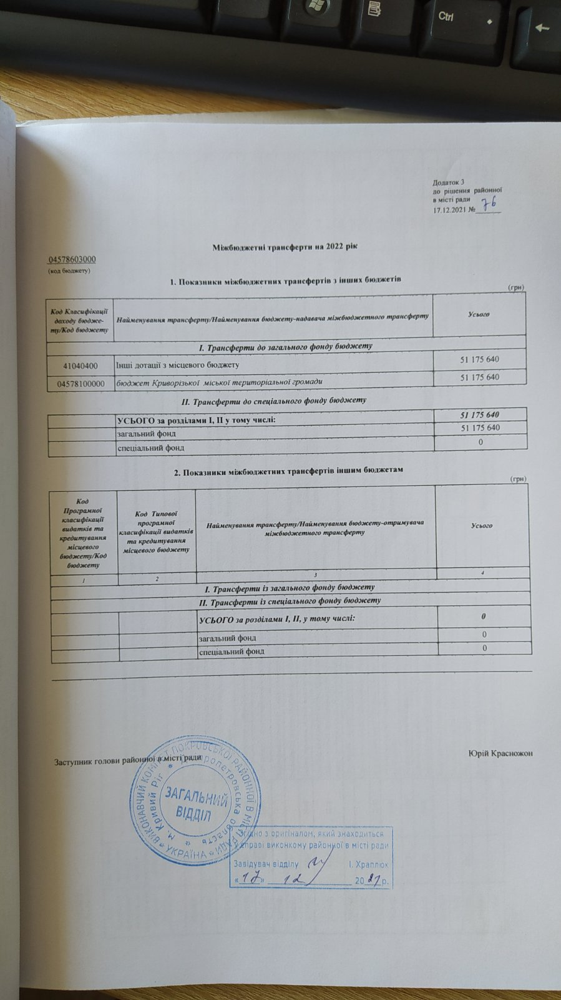 Ctrl
Додаток 3
до рішення районної
в місті ради
17.12.2021 № 76
Міжбюджетні трансферти на 2022 рік
04578603000
(код бюджету)
1. Показники міжбюджетних трансфертів з інших бюджетів
(грн)
Код Класифікації
доходу бюдже-
ту/Код бюджету
Найменування трансферту/Найменування бюджету-надавача міжбюджетного трансферту
Усього
І. Трансферти до загального фонду бюджету
41040400 Інші дотації з місцевого бюджету 51 175 640
04578100000 бюджет Криворізької міської територіальної громади 51 175 640
ІІ. Трансферти до спеціального фонду бюджету
УСЬОГО за розділами І, ІІ у тому числі: 51 175 640
загальний фонд 51 175 640
спеціальний фонд 0
2. Показники міжбюджетних трансфертів іншим бюджетам
(грн)
Код
Програмної
класифікації
видатків та
кредитування
місцевого
бюджету/Код
бюджету
Код Типової
програмної
класифікації видатків
та кредитування
місцевого бюджету
Найменування трансферту/Найменування бюджету-отримувача
міжбюджетного трансферту
Усього
1 2 3 4
І. Трансферти із загального фонду бюджету
ІІ. Трансферти із спеціального фонду бюджету
УСЬОГО за розділами І, ІІ, у тому числі: 0
загальний фонд 0
спеціальний фонд 0
Заступник голови районної в місті ради Юрій Красножон
ВИКОНАВЧИЙ КОМІТЕТ ПОКРОВСЬКОЇ РАЙОННОЇ В МІСТІ РАДИ * УКРАЇНА *
м. Кривий Ріг * Дніпропетровська область *
ЗАГАЛЬНИЙ
ВІДДІЛ
Згідно з оригіналом, який знаходиться
у справі виконкому районної в місті ради
Завідувач відділу І. Храплюк
«17» 12 2021 р.